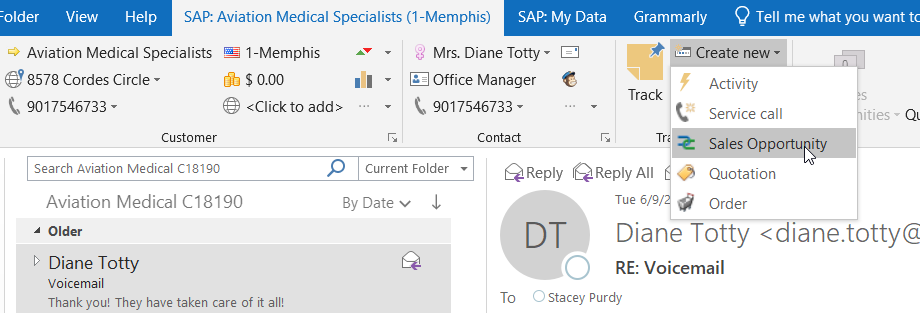 Folder View Help SAP: Aviation Medical Specialists (1-Memphis) SAP: My Data Grammarly Tell me what you want to
Aviation Medical Specialists 1-Memphis Mrs. Diane Totty Create new
8578 Cordes Circle $ 0.00 Office Manager
9017546733 <Click to add> ... 9017546733 ... Track
Activity
Service call
Sales Opportunity
Quotation
Order
Customer Contact
Search Aviation Medical C18190 Current Folder
Aviation Medical C18190 By Date
Older
Diane Totty
Voicemail
Thank you! They have taken care of it all!
Reply Reply All
Tue 6/9/2
DT
Diane Totty <diane.totty@
RE: Voicemail
To Stacey Purdy